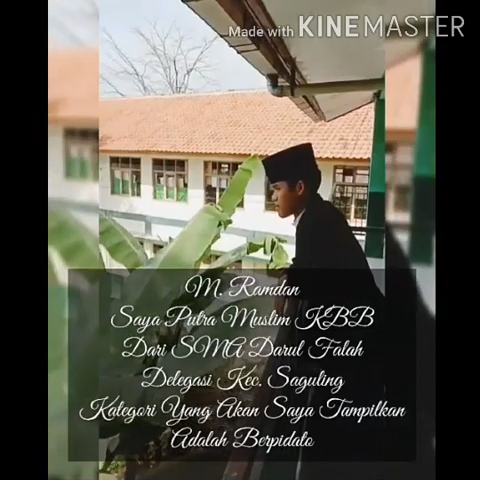 Made with KINEMASTER
M. Ramdan
Saya Putra Muslim KBB
Dari SMA Darul Falah
Delegasi Kec. Saguling
Kategori Yang Akan Saya Tampilkan
Adalah Berpidato